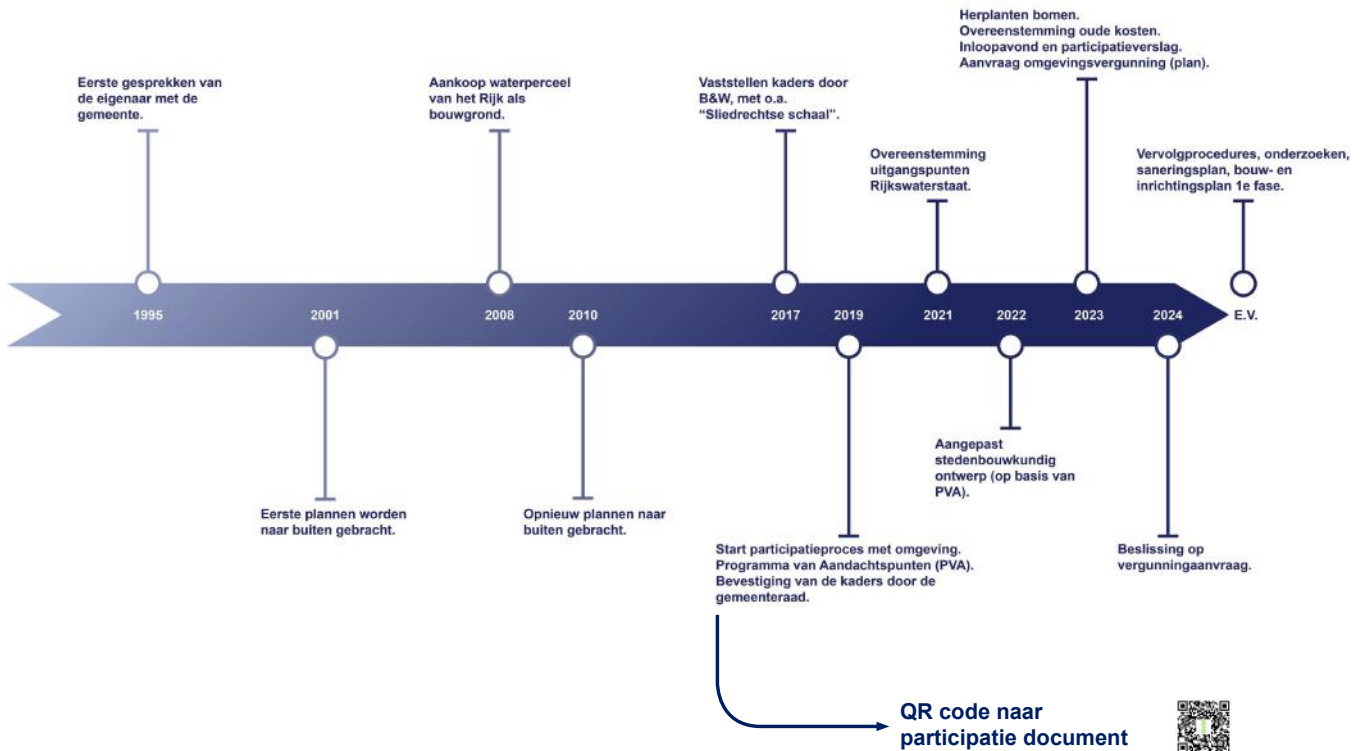 Herplanten bomen.
Overeenstemming oude kosten.
Inloopavond en participatieverslag.
Aanvraag omgevingsvergunning (plan).
Eerste gesprekken van
de eigenaar met de
gemeente.
Aankoop waterperceel
van het Rijk als
bouwgrond.
Vaststellen kaders door
B&W, met o.a.
“Sliedrechtse schaal”.
Overeenstemming
uitgangspunten
Rijkswaterstaat.
Vervolgprocedures, onderzoeken,
saneringsplan, bouw- en
inrichtingsplan 1e fase.
1995 2001 2008 2010 2017 2019 2021 2022 2023 2024 E.V.
Eerste plannen worden
naar buiten gebracht.
Opnieuw plannen naar
buiten gebracht.
Start participatieproces met omgeving.
Programma van Aandachtspunten (PVA).
Bevestiging van de kaders door de
gemeenteraad.
Aangepast
stedenbouwkundig
ontwerp (op basis van
PVA).
Beslissing op
vergunningaanvraag.
QR code naar
participatie document